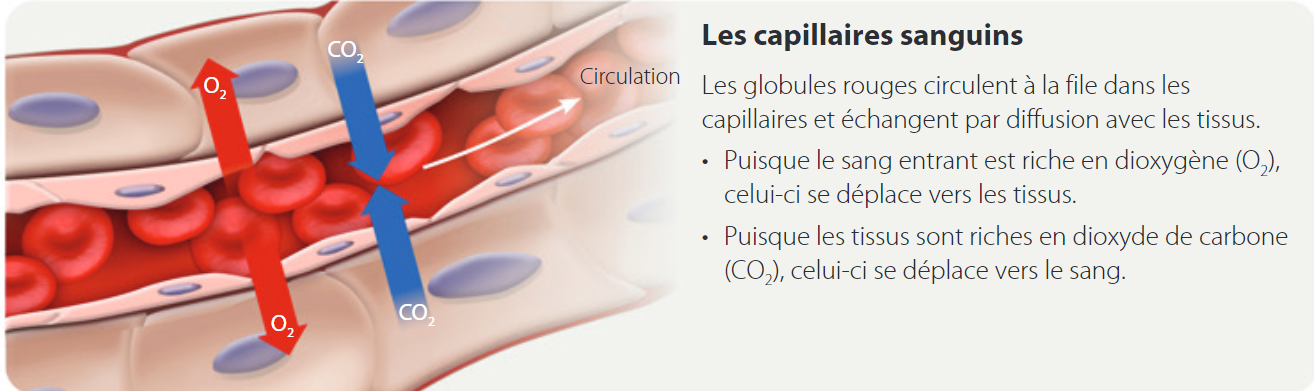 Les capillaires sanguins
Les globules rouges circulent à la file dans les
capillaires et échangent par diffusion avec les tissus.
• Puisque le sang entrant est riche en dioxygène (O₂),
celui-ci se déplace vers les tissus.
• Puisque les tissus sont riches en dioxyde de carbone
(CO₂), celui-ci se déplace vers le sang.
CO₂
O₂
Circulation
O₂
CO₂